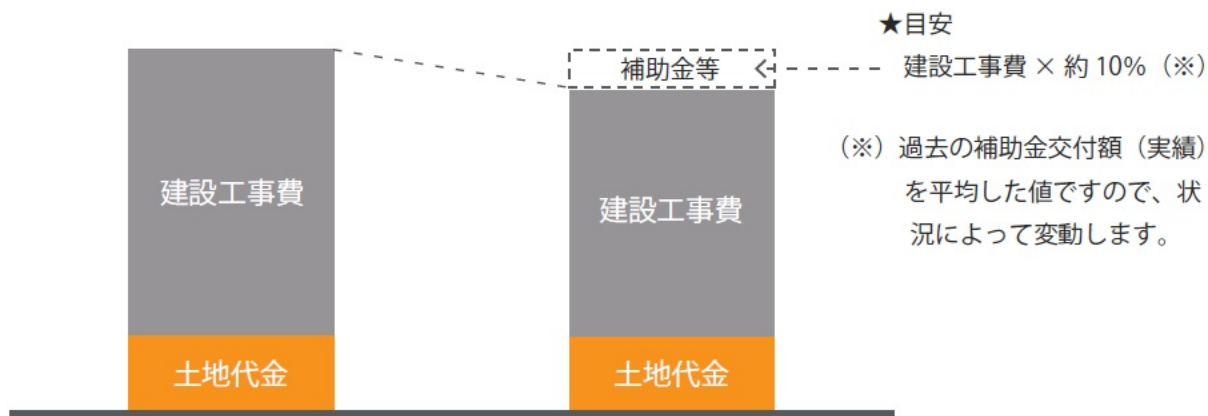 建設工事費
土地代金
補助金等
建設工事費
土地代金
★目安
建設工事費 × 約 10%（※）
（※）過去の補助金交付額（実績）
を平均した値ですので、状
況によって変動します。